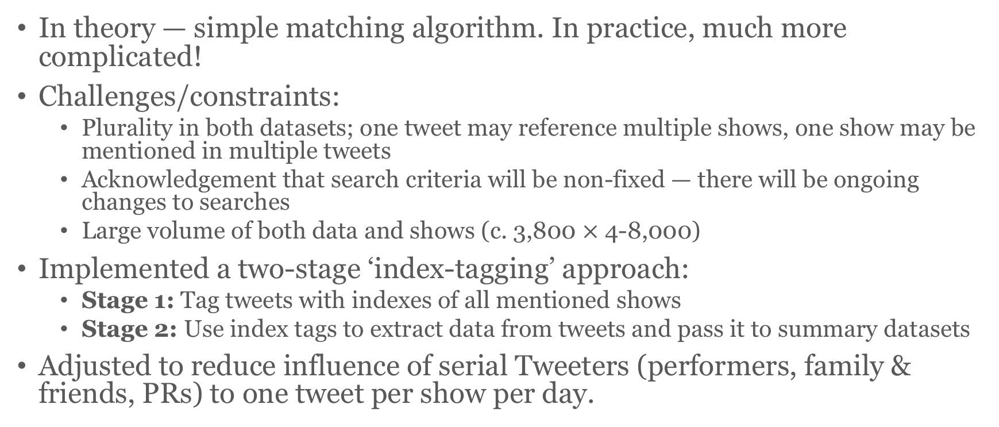 • In theory — simple matching algorithm. In practice, much more
complicated!
• Challenges/constraints:
• Plurality in both datasets; one tweet may reference multiple shows, one show may be
mentioned in multiple tweets
• Acknowledgement that search criteria will be non-fixed — there will be ongoing
changes to searches
• Large volume of both data and shows (c. 3,800 × 4-8,000)
• Implemented a two-stage ‘index-tagging’ approach:
• Stage 1: Tag tweets with indexes of all mentioned shows
• Stage 2: Use index tags to extract data from tweets and pass it to summary datasets
• Adjusted to reduce influence of serial Tweeters (performers, family &
friends, PRs) to one tweet per show per day.